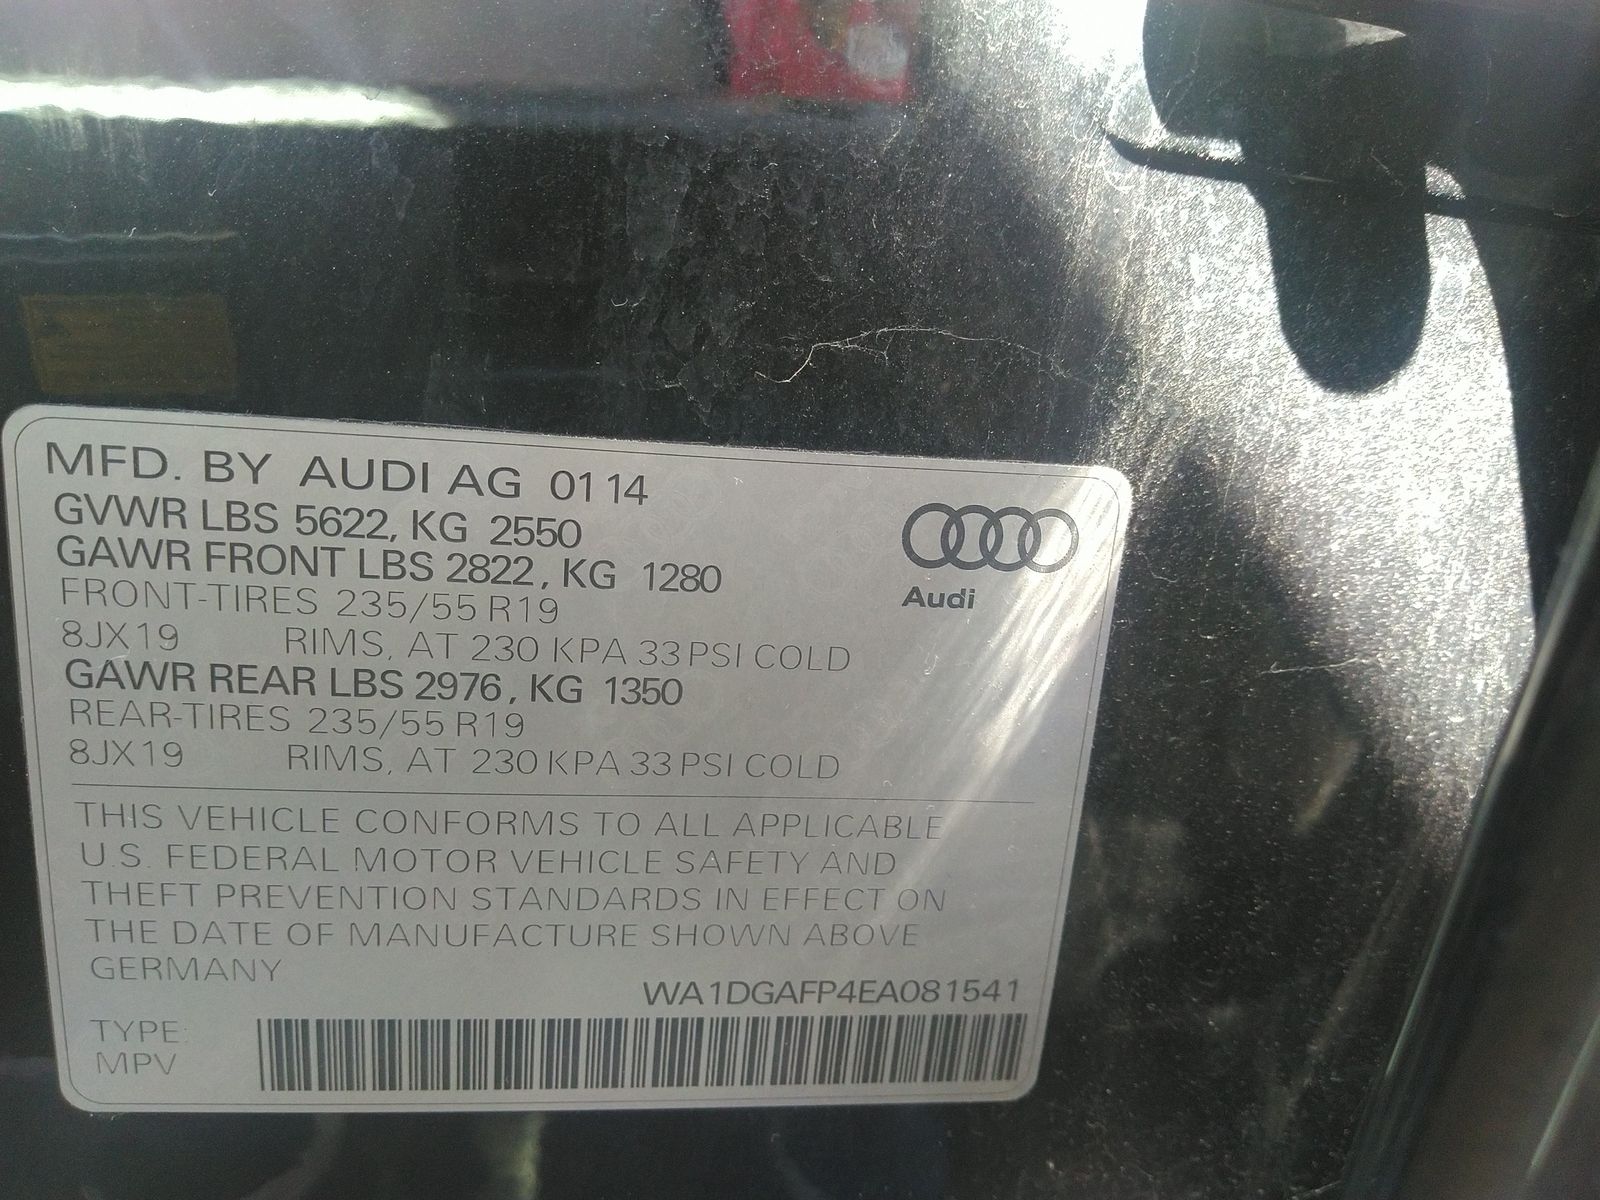 MFD. BY AUDI AG 01 14
GVWR LBS 5622, KG 2550
GAWR FRONT LBS 2822, KG 1280
FRONT-TIRES 235/55 R19
8JX19 RIMS, AT 230 KPA 33 PSI COLD
GAWR REAR LBS 2976, KG 1350
REAR-TIRES 235/55 R19
8JX19 RIMS, AT 230 KPA 33 PSI COLD
Audi
THIS VEHICLE CONFORMS TO ALL APPLICABLE
U.S. FEDERAL MOTOR VEHICLE SAFETY AND
THEFT PREVENTION STANDARDS IN EFFECT ON
THE DATE OF MANUFACTURE SHOWN ABOVE
GERMANY
WA1DGAFP4EA081541
TYPE:
MPV